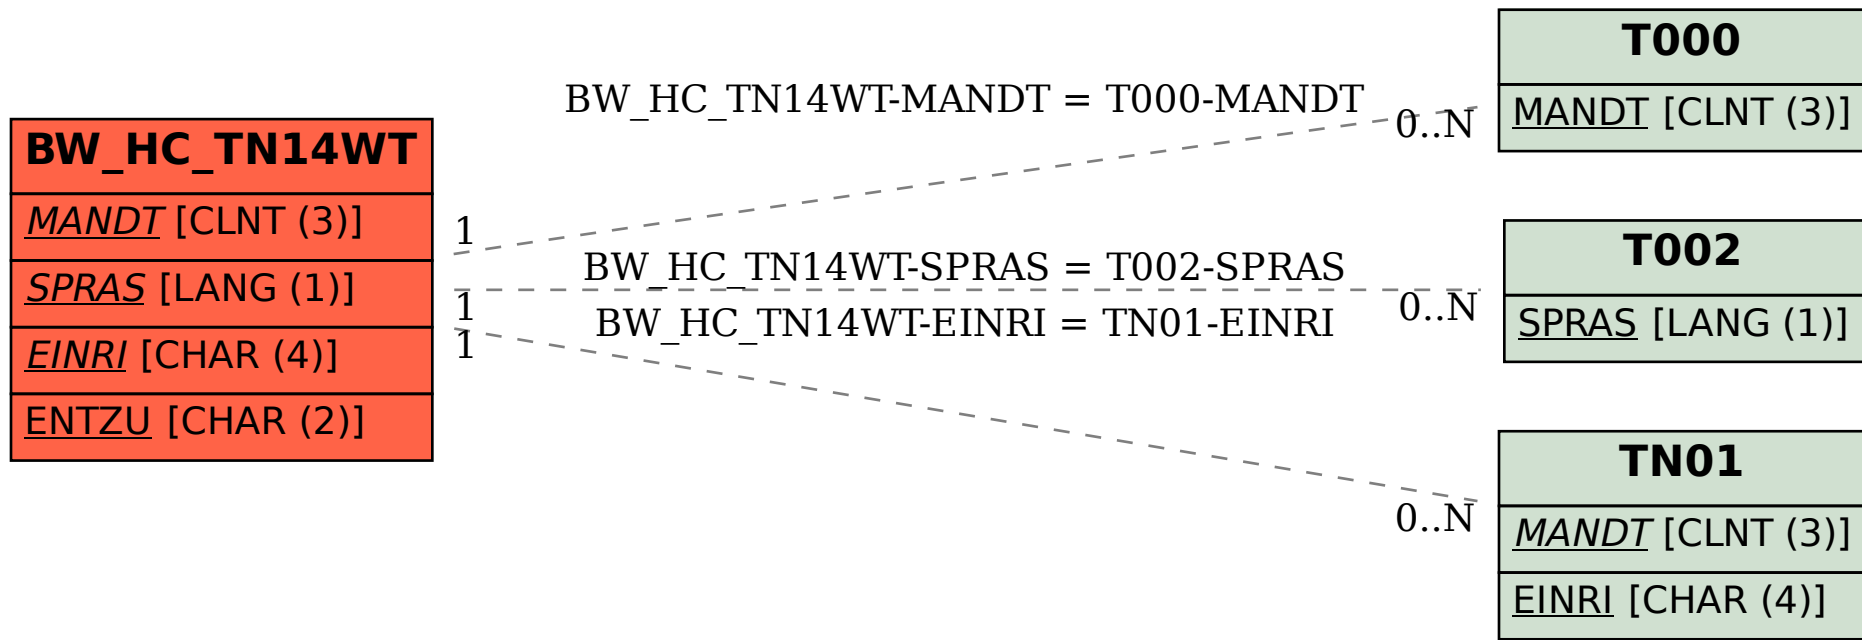 BW_HC_TN14WT
MANDT [CLNT (3)]
SPRAS [LANG (1)]
EINRI [CHAR (4)]
ENTZU [CHAR (2)]
BW_HC_TN14WT-MANDT = T000-MANDT
1
0..N
BW_HC_TN14WT-SPRAS = T002-SPRAS
1
0..N
BW_HC_TN14WT-EINRI = TN01-EINRI
1
0..N
T000
MANDT [CLNT (3)]
T002
SPRAS [LANG (1)]
TN01
MANDT [CLNT (3)]
EINRI [CHAR (4)]